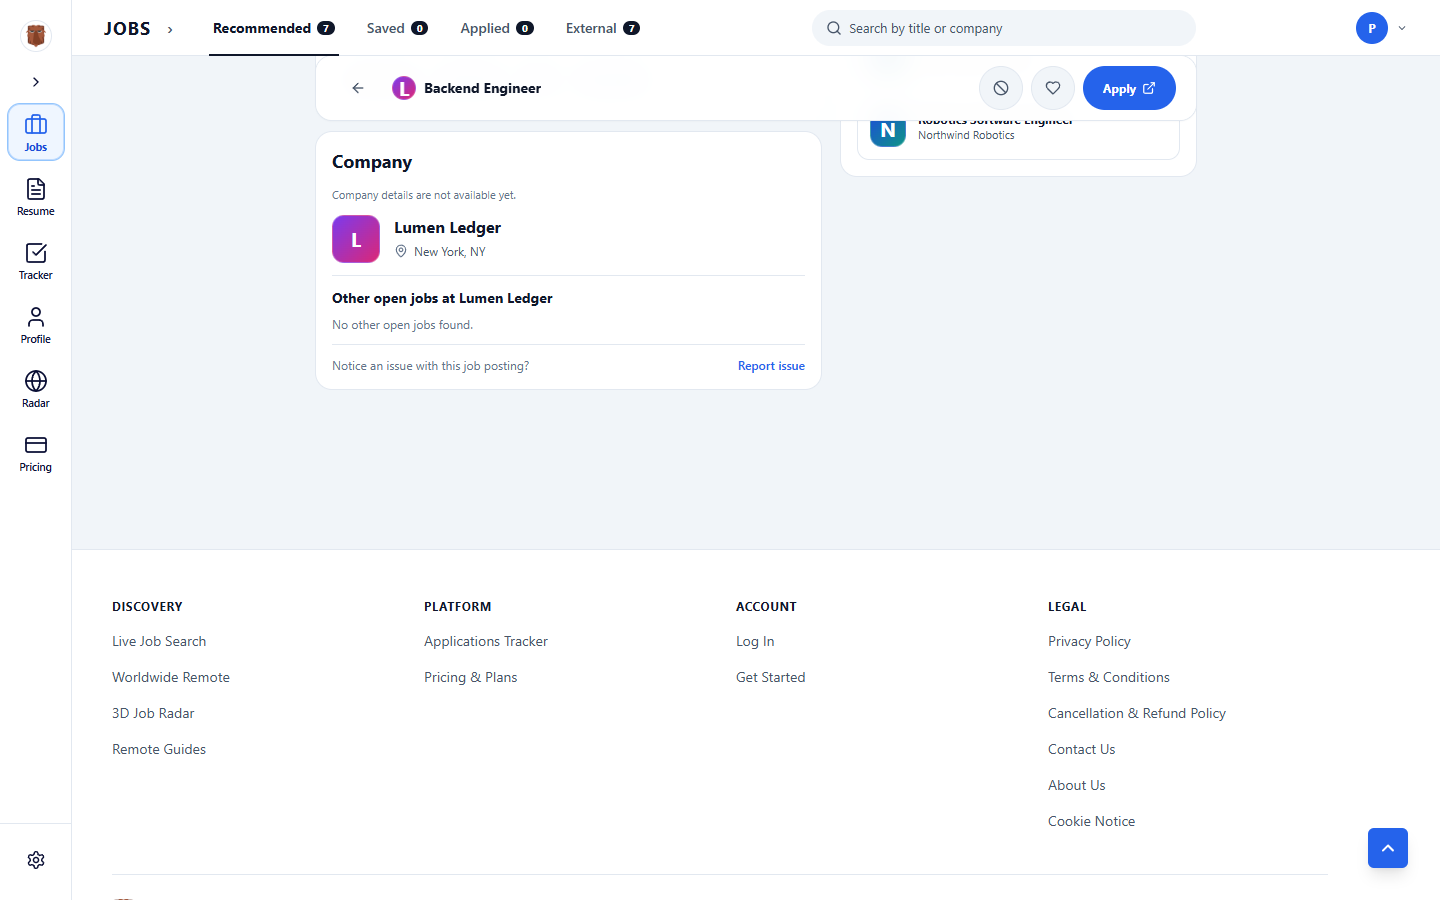 JOBS
Recommended 7
Saved 0
Applied 0
External 7
Search by title or company
P
Jobs
Resume
Tracker
Profile
Radar
Pricing
L
Backend Engineer
Apply
Company
Company details are not available yet.
L
Lumen Ledger
New York, NY
Other open jobs at Lumen Ledger
No other open jobs found.
Notice an issue with this job posting?
Report issue
N
Robotics Software Engineer
Northwind Robotics
DISCOVERY
Live Job Search
Worldwide Remote
3D Job Radar
Remote Guides
PLATFORM
Applications Tracker
Pricing & Plans
ACCOUNT
Log In
Get Started
LEGAL
Privacy Policy
Terms & Conditions
Cancellation & Refund Policy
Contact Us
About Us
Cookie Notice